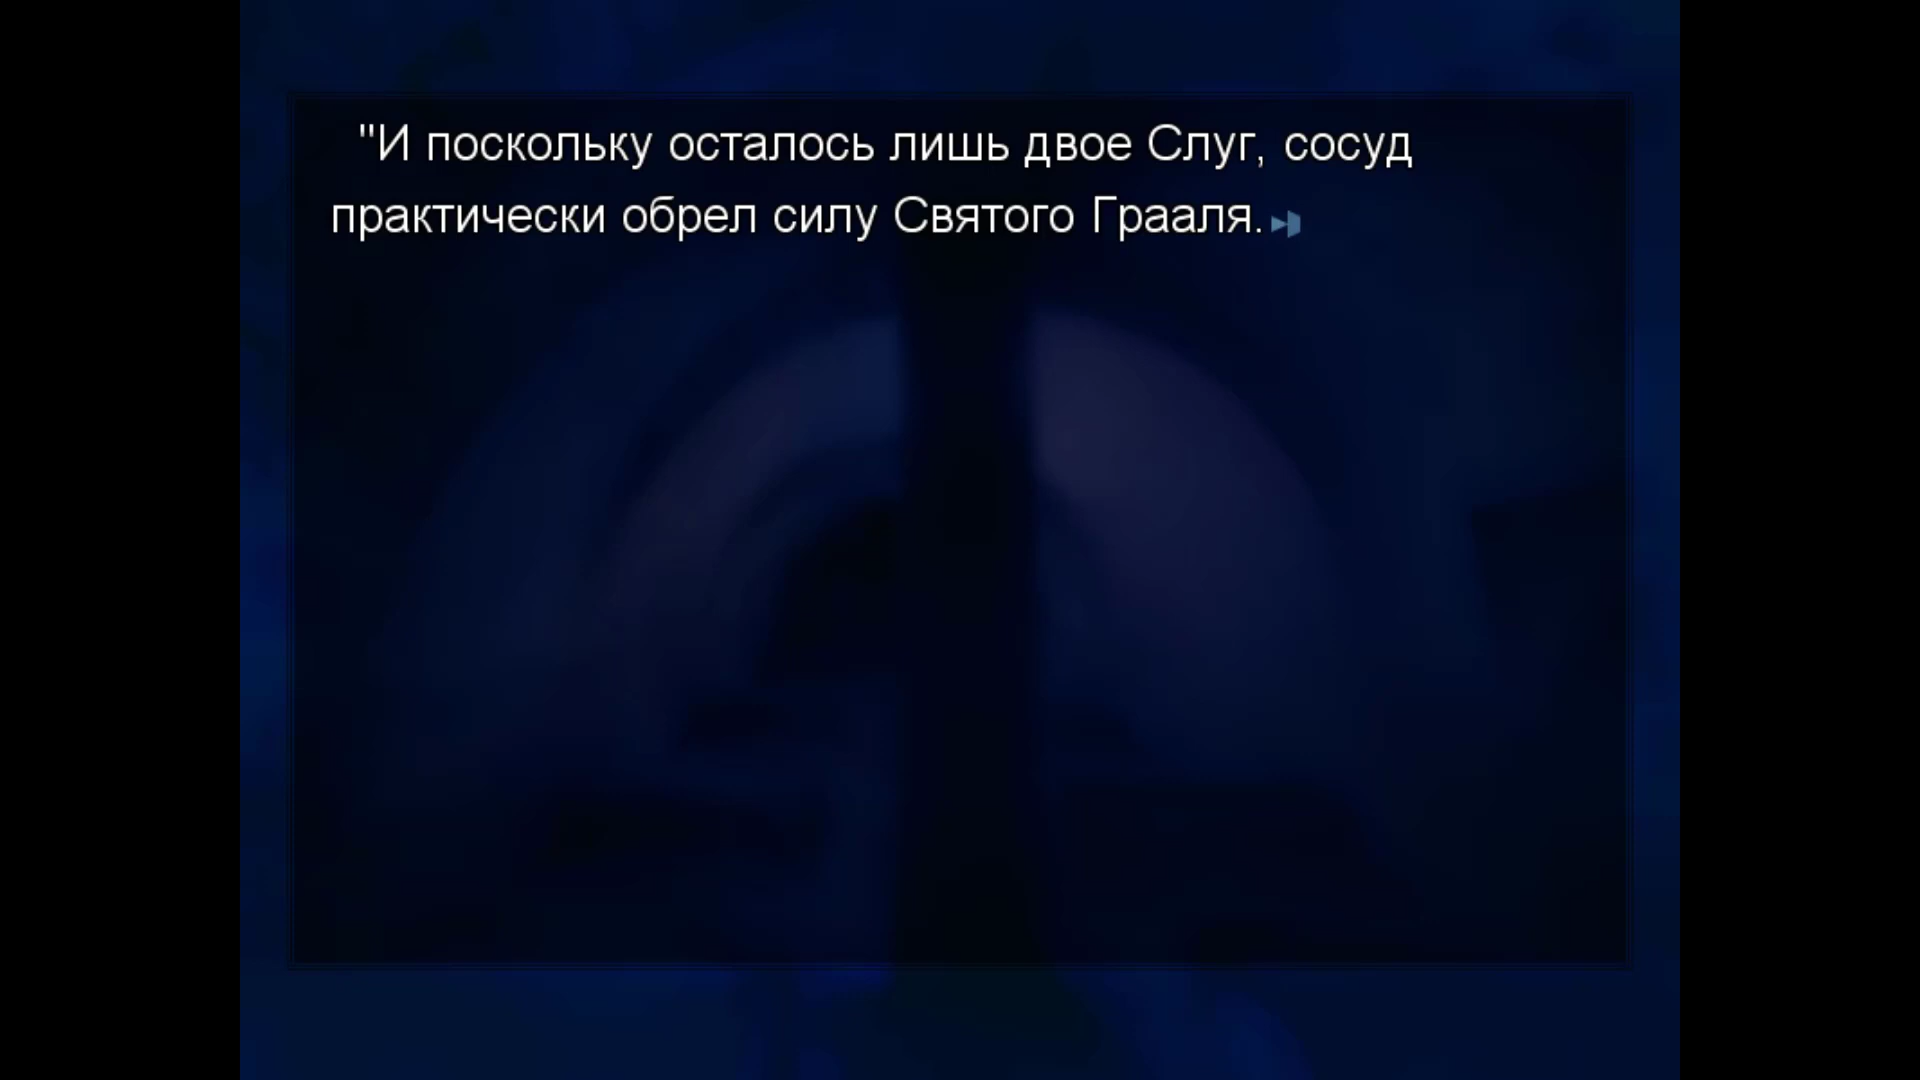 "И поскольку осталось лишь двое Слуг, сосуд
практически обрел силу Святого Грааля.